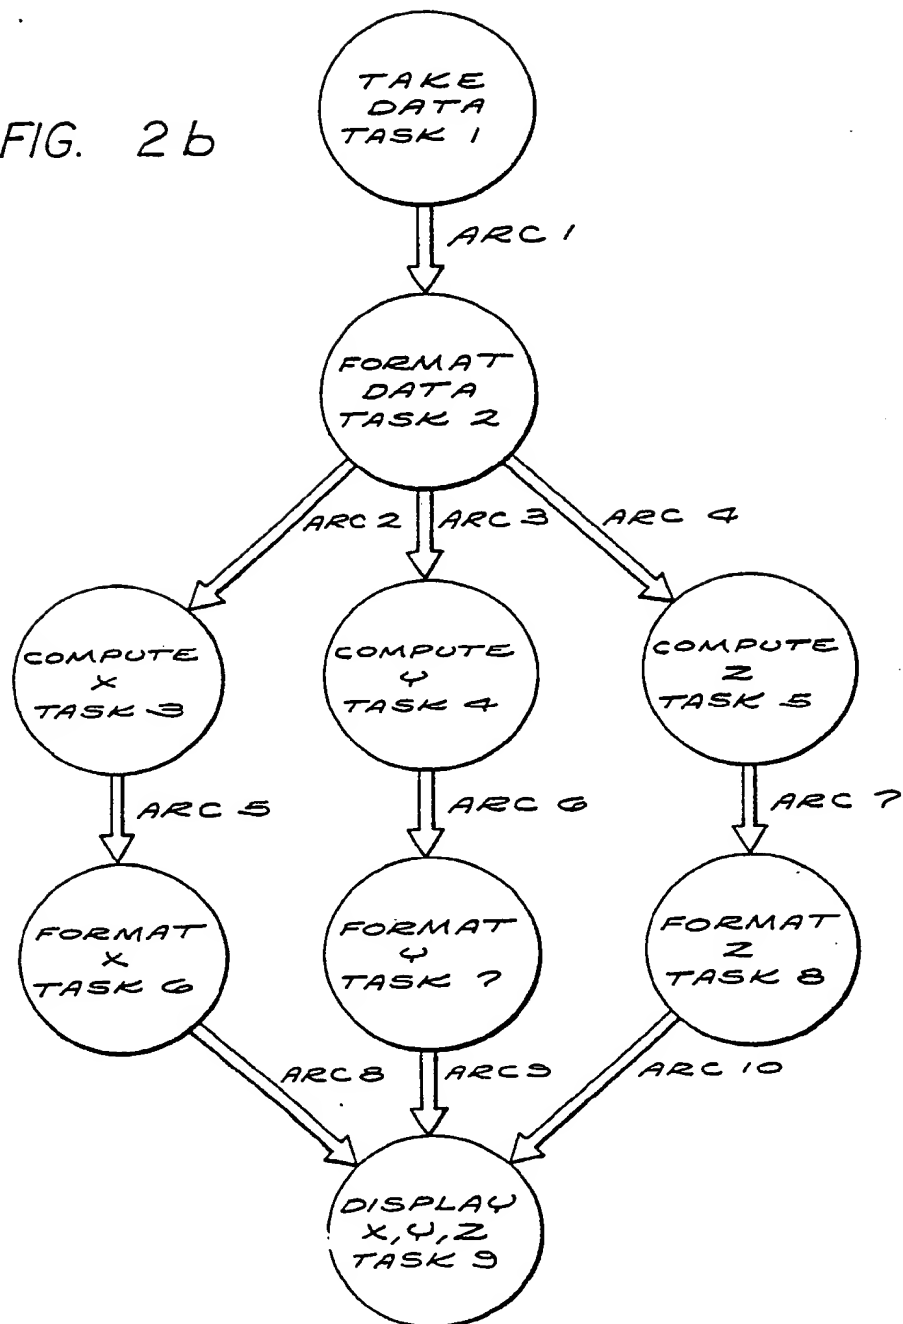 FIG. 2b
TAKE
DATA
TASK 1
ARC 1
FORMAT
DATA
TASK 2
ARC 2
ARC 3
ARC 4
COMPUTE
X
TASK 3
COMPUTE
Y
TASK 4
COMPUTE
Z
TASK 5
ARC 5
ARC 6
ARC 7
FORMAT
X
TASK 6
FORMAT
Y
TASK 7
FORMAT
Z
TASK 8
ARC 8
ARC 9
ARC 10
DISPLAY
X, Y, Z
TASK 9